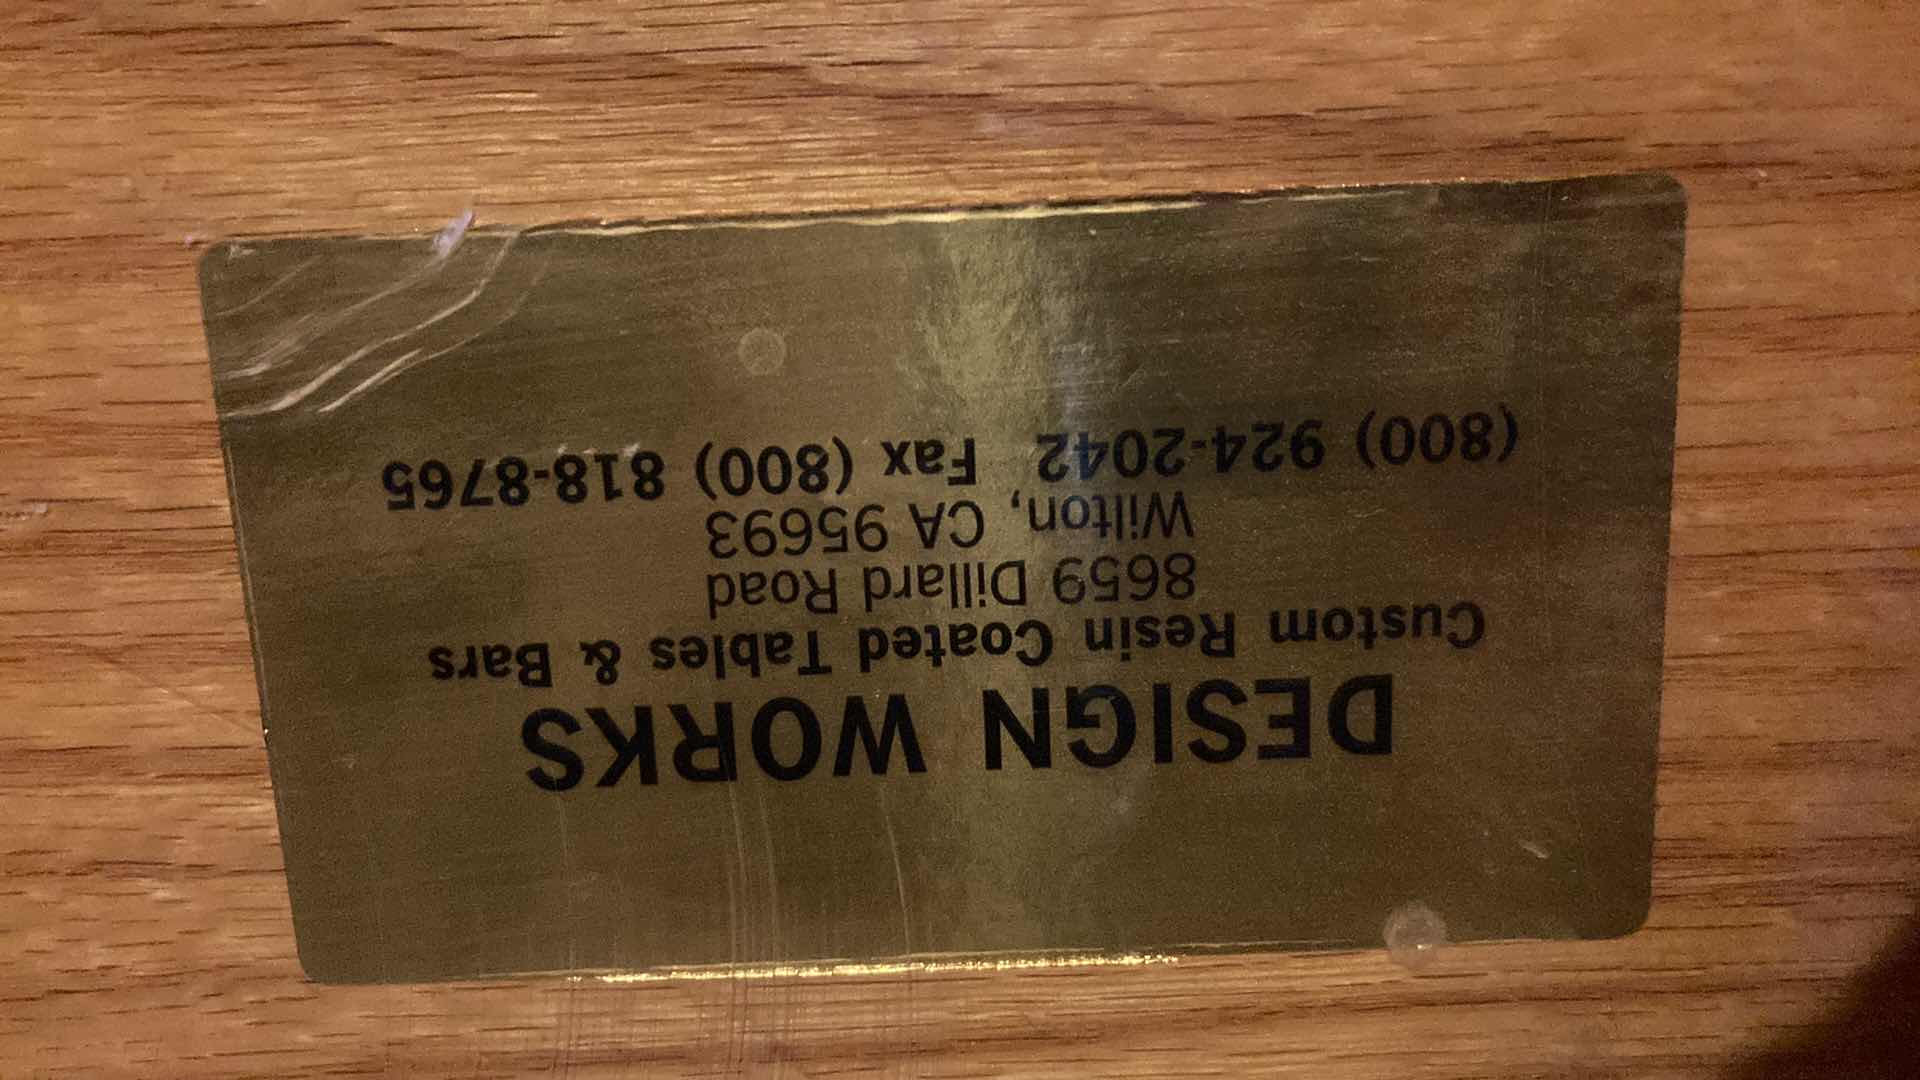 DESIGN WORKS
Custom Resin Coated Tables & Bars
8659 Dillard Road
Wilton, CA 95693
(800) 924-2042 Fax (800) 818-8765